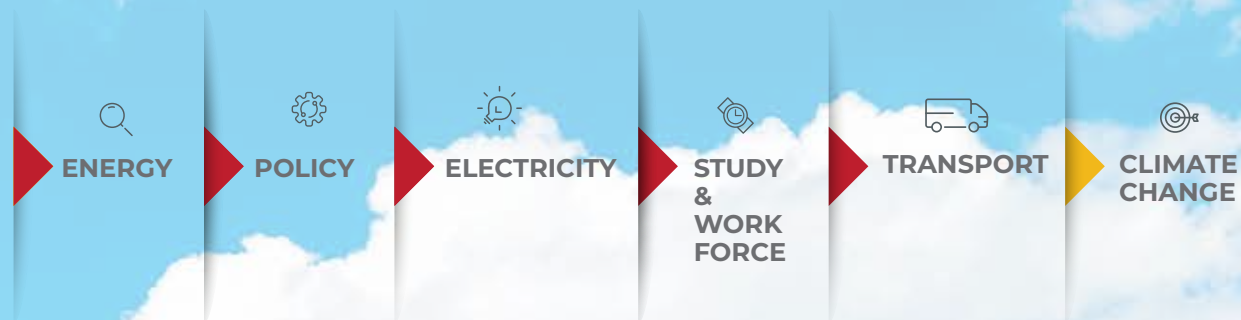 ENERGY
POLICY
ELECTRICITY
STUDY
&
WORK
FORCE
TRANSPORT
CLIMATE
CHANGE